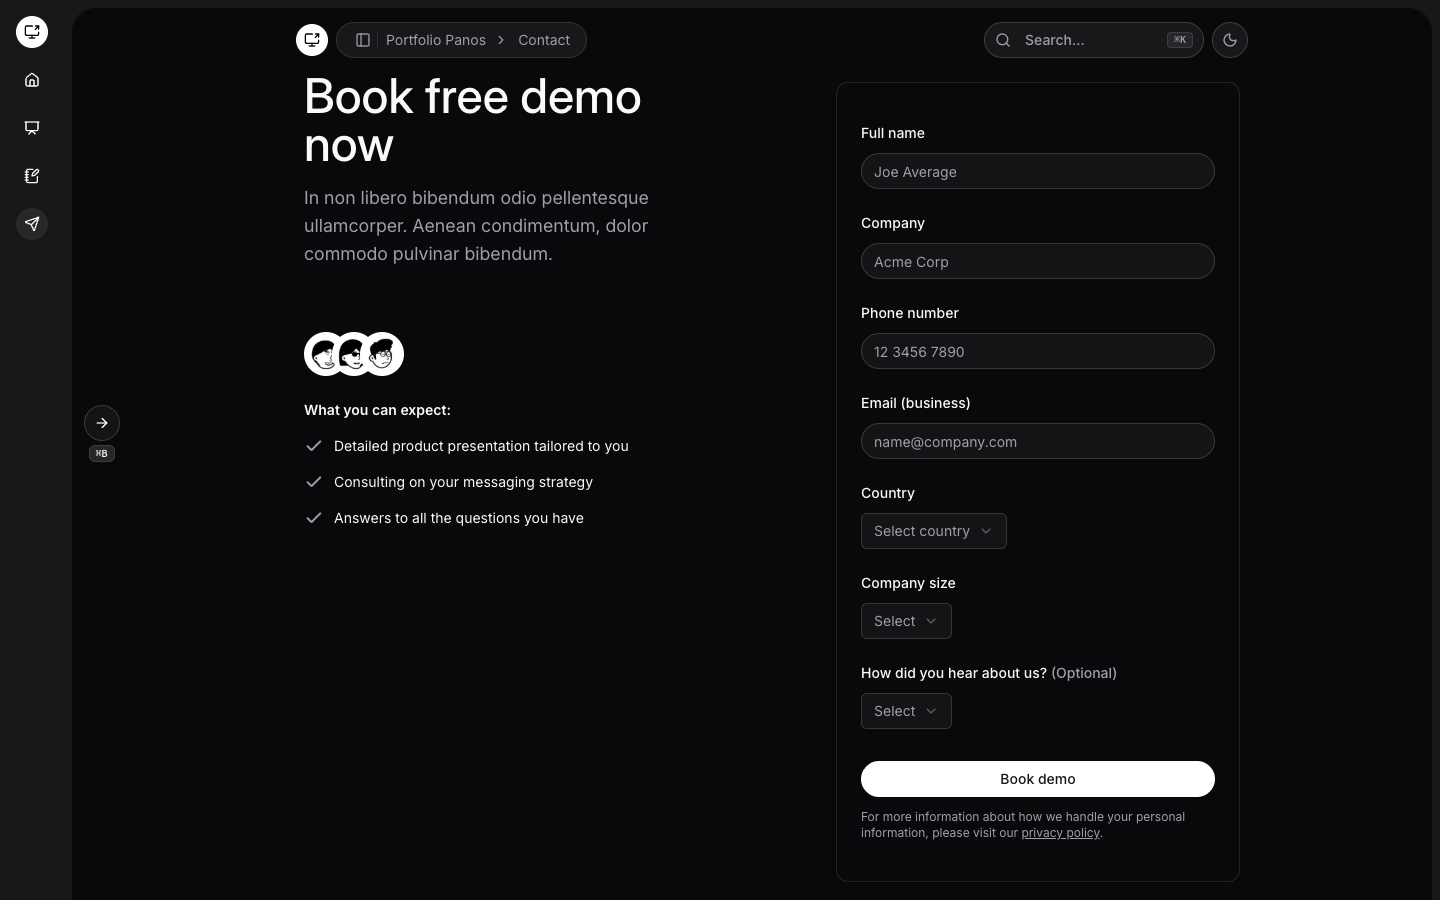 Portfolio Panos > Contact
Search...
⌘K
Book free demo
now
In non libero bibendum odio pellentesque
ullamcorper. Aenean condimentum, dolor
commodo pulvinar bibendum.
⌘B
What you can expect:
Detailed product presentation tailored to you
Consulting on your messaging strategy
Answers to all the questions you have
Full name
Joe Average
Company
Acme Corp
Phone number
12 3456 7890
Email (business)
name@company.com
Country
Select country
Company size
Select
How did you hear about us? (Optional)
Select
Book demo
For more information about how we handle your personal
information, please visit our privacy policy.